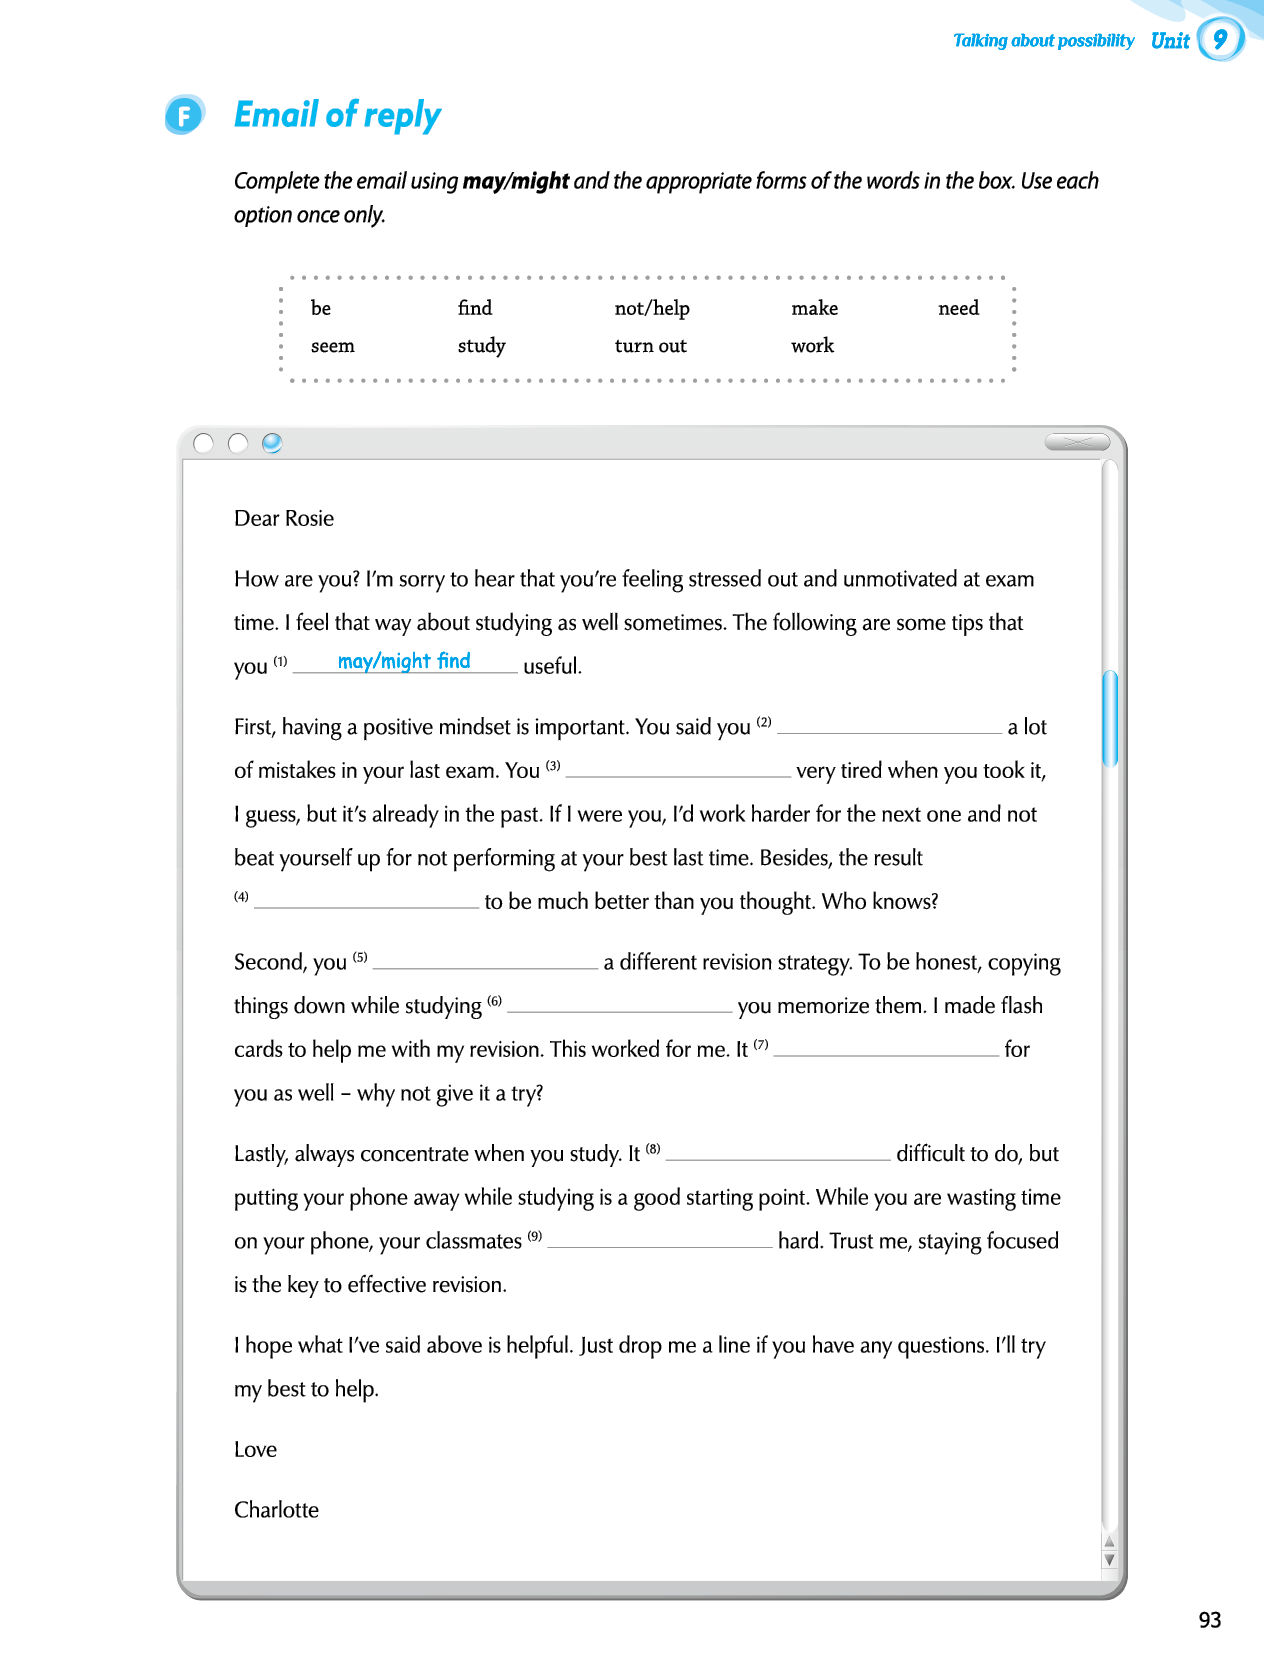 Talking about possibility Unit 9
F Email of reply
Complete the email using may/might and the appropriate forms of the words in the box. Use each
option once only.
be find not/help make need
seem study turn out work
Dear Rosie
How are you? I'm sorry to hear that you're feeling stressed out and unmotivated at exam
time. I feel that way about studying as well sometimes. The following are some tips that
you (1) may/might find useful.
First, having a positive mindset is important. You said you (2) ____ a lot
of mistakes in your last exam. You (3) ____ very tired when you took it,
I guess, but it's already in the past. If I were you, I'd work harder for the next one and not
beat yourself up for not performing at your best last time. Besides, the result
(4) ____ to be much better than you thought. Who knows?
Second, you (5) ____ a different revision strategy. To be honest, copying
things down while studying (6) ____ you memorize them. I made flash
cards to help me with my revision. This worked for me. It (7) ____ for
you as well – why not give it a try?
Lastly, always concentrate when you study. It (8) ____ difficult to do, but
putting your phone away while studying is a good starting point. While you are wasting time
on your phone, your classmates (9) ____ hard. Trust me, staying focused
is the key to effective revision.
I hope what I've said above is helpful. Just drop me a line if you have any questions. I'll try
my best to help.
Love
Charlotte
93